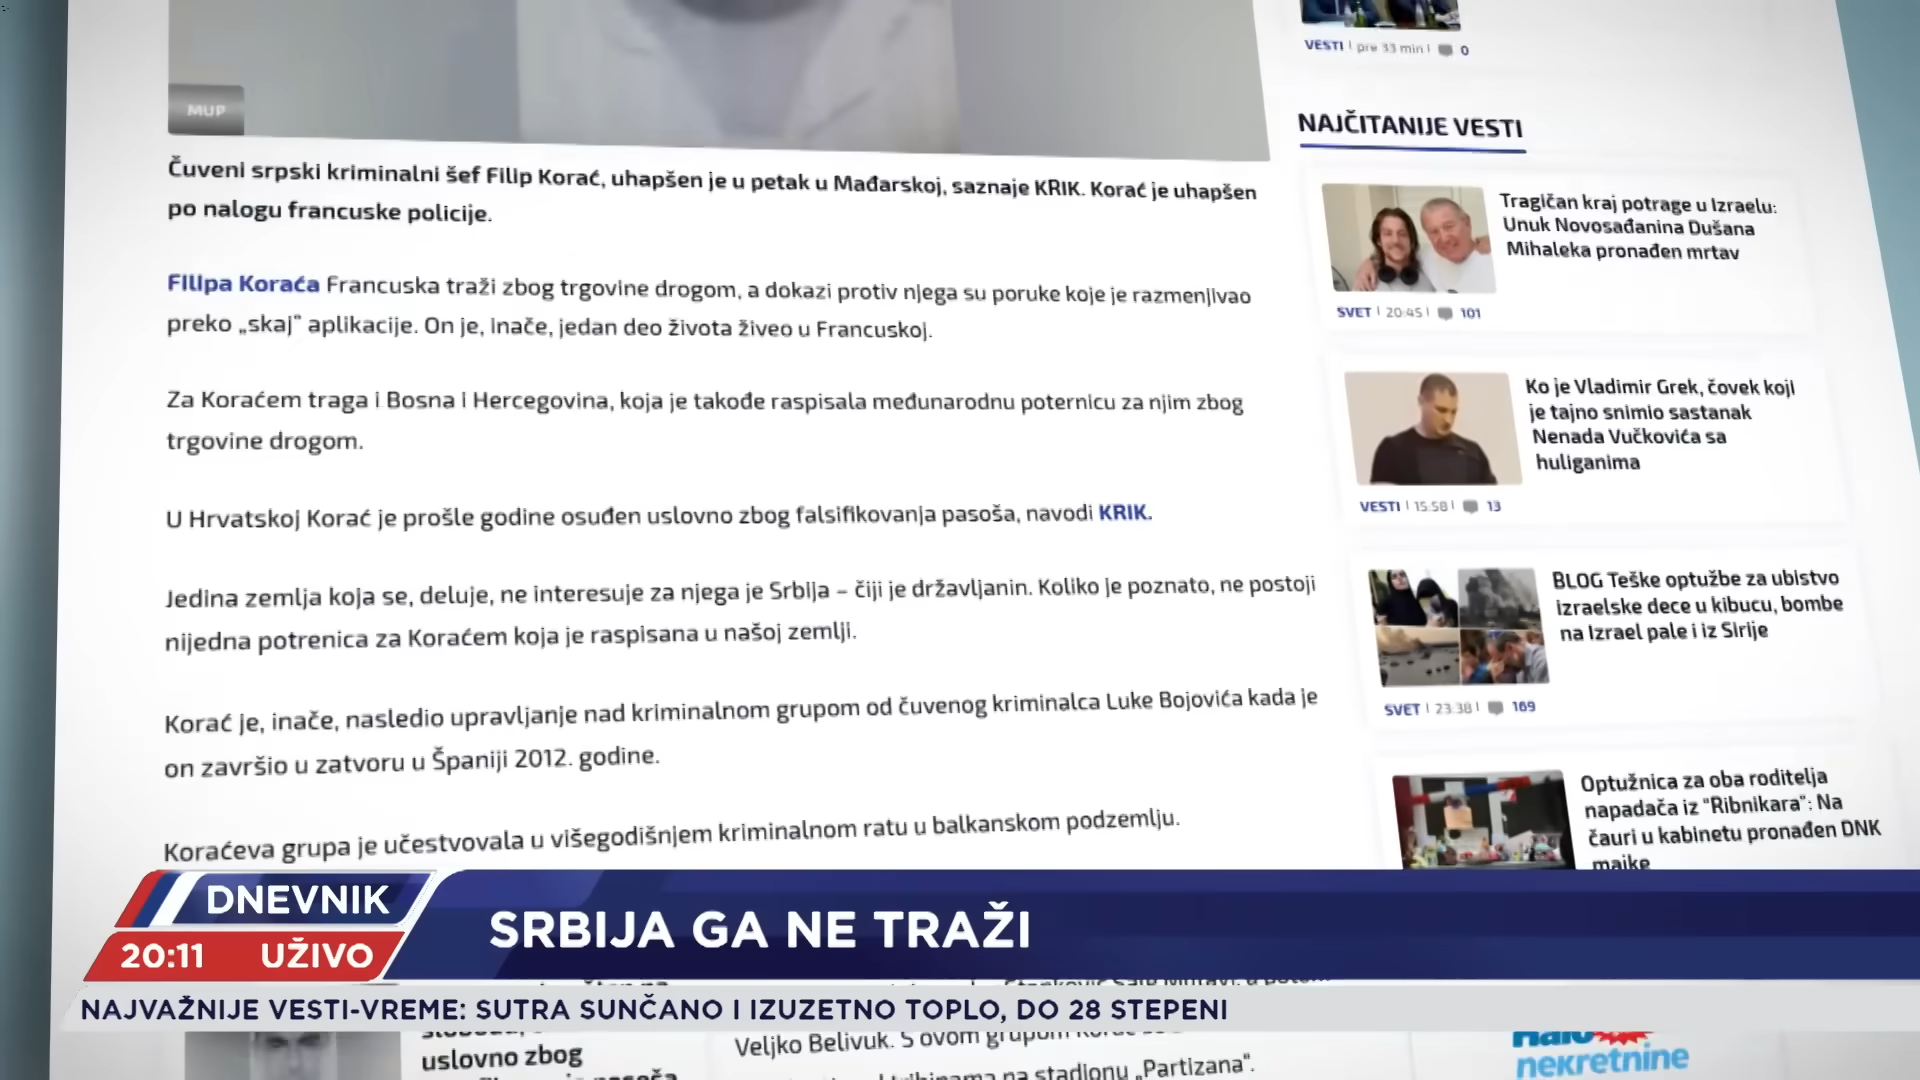 MUP
Čuveni srpski kriminalni šef Filip Korać, uhapšen je u petak u Mađarskoj, saznaje KRIK. Korać je uhapšen
po nalogu francuske policije.
Filipa Koraća Francuska traži zbog trgovine drogom, a dokazi protiv njega su poruke koje je razmenjivao
preko „skaj” aplikacije. On je, inače, jedan deo života živeo u Francuskoj.
Za Koraćem traga i Bosna i Hercegovina, koja je takođe raspisala međunarodnu poternicu za njim zbog
trgovine drogom.
U Hrvatskoj Korać je prošle godine osuđen uslovno zbog falsifikovanja pasoša, navodi KRIK.
Jedina zemlja koja se, deluje, ne interesuje za njega je Srbija – čiji je državljanin. Koliko je poznato, ne postoji
nijedna potrenica za Koraćem koja je raspisana u našoj zemlji.
Korać je, inače, nasledio upravljanje nad kriminalnom grupom od čuvenog kriminalca Luke Bojovića kada je
on završio u zatvoru u Španiji 2012. godine.
Koraćeva grupa je učestvovala u višegodišnjem kriminalnom ratu u balkanskom podzemlju.
VESTI | pre 33 min | 0
NAJČITANIJE VESTI
Tragičan kraj potrage u Izraelu:
Unuk Novosađanina Dušana
Mihaleka pronađen mrtav
SVET | 20:45 | 101
Ko je Vladimir Grek, čovek koji
je tajno snimio sastanak
Nenada Vučkovića sa
huliganima
VESTI | 15:58 | 13
BLOG Teške optužbe za ubistvo
izraelske dece u kibucu, bombe
na Izrael pale i iz Sirije
SVET | 23:38 | 169
Optužnica za oba roditelja
napadača iz “Ribnikara”: Na
čauri u kabinetu pronađen DNK
majke
DNEVNIK
20:11 UŽIVO
SRBIJA GA NE TRAŽI
NAJVAŽNIJE VESTI-VREME: SUTRA SUNČANO I IZUZETNO TOPLO, DO 28 STEPENI
uslovno zbog
Veljko Belivuk. S ovom grupom
na stadionu „Partizana”.
nekretnine